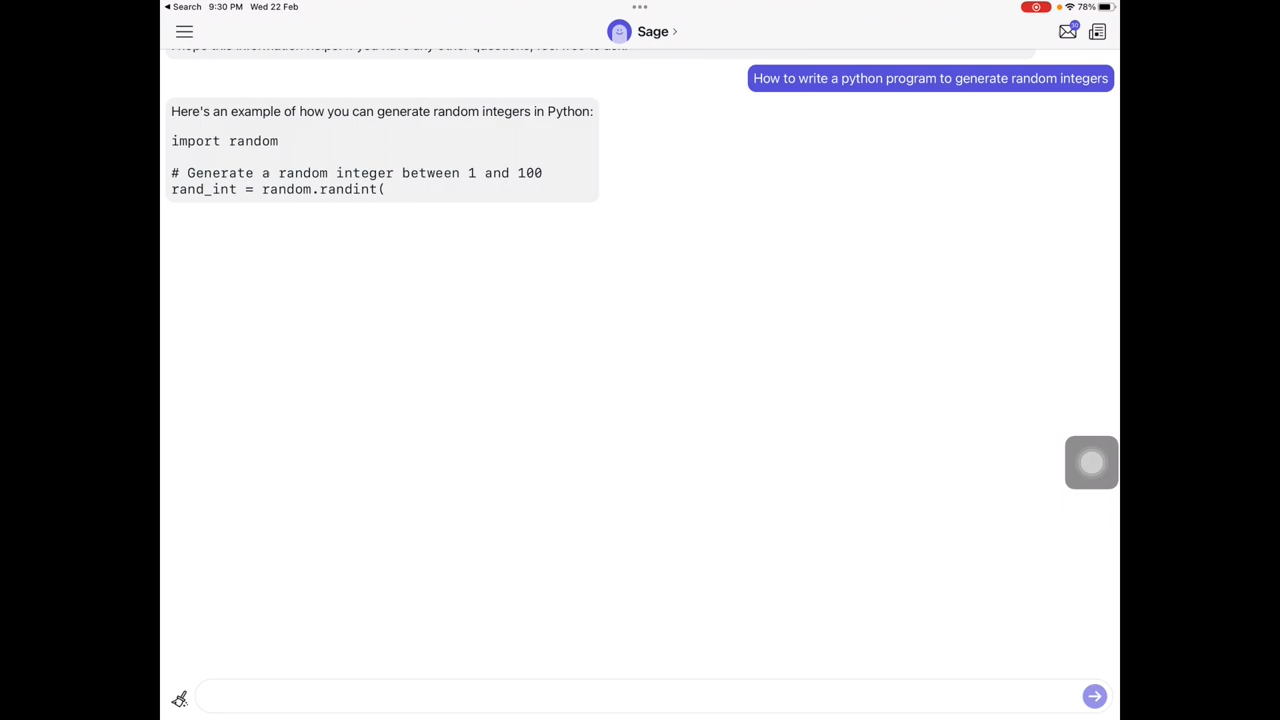 Search 9:30 PM Wed 22 Feb
78%
Sage
How to write a python program to generate random integers
Here's an example of how you can generate random integers in Python:
import random
# Generate a random integer between 1 and 100
rand_int = random.randint(